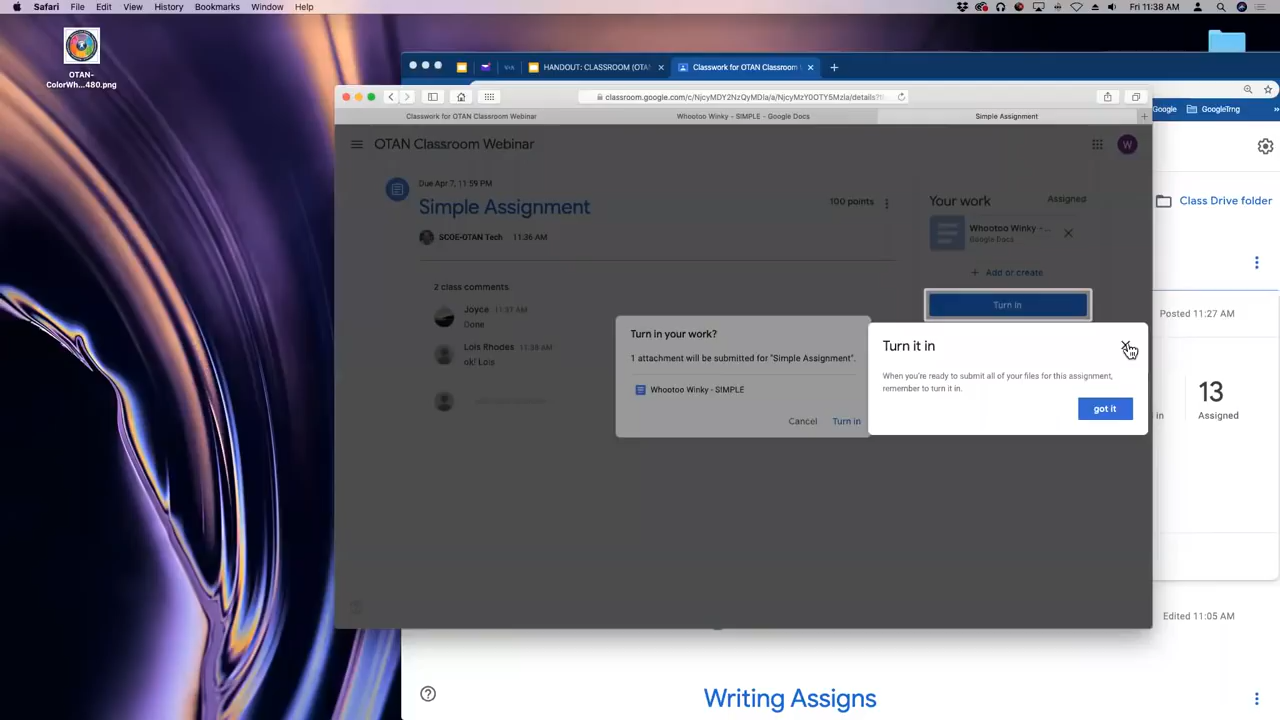 Safari File Edit View History Bookmarks Window Help
Fri 11:38 AM
OTAN-
ColorWh...480.png
HANDOUT: CLASSROOM (OTA
Classwork for OTAN Classroom
Google GoogleTrng
Classwork for OTAN Classroom Webinar
Whootoo Winky - SIMPLE - Google Docs
Simple Assignment
OTAN Classroom Webinar
W
Due Apr 7, 11:59 PM
Simple Assignment
100 points
SCOE-OTAN Tech 11:36 AM
2 class comments
Joyce 11:37 AM
Done
Lois Rhodes 11:38 AM
ok! Lois
Your work Assigned
Whootoo Winky - ...
Google Docs
+ Add or create
Turn in
Turn in your work?
1 attachment will be submitted for "Simple Assignment".
Whootoo Winky - SIMPLE
Cancel Turn in
Turn it in
When you're ready to submit all of your files for this assignment,
remember to turn it in.
got it
Class Drive folder
Posted 11:27 AM
13
in Assigned
Edited 11:05 AM
Writing Assigns